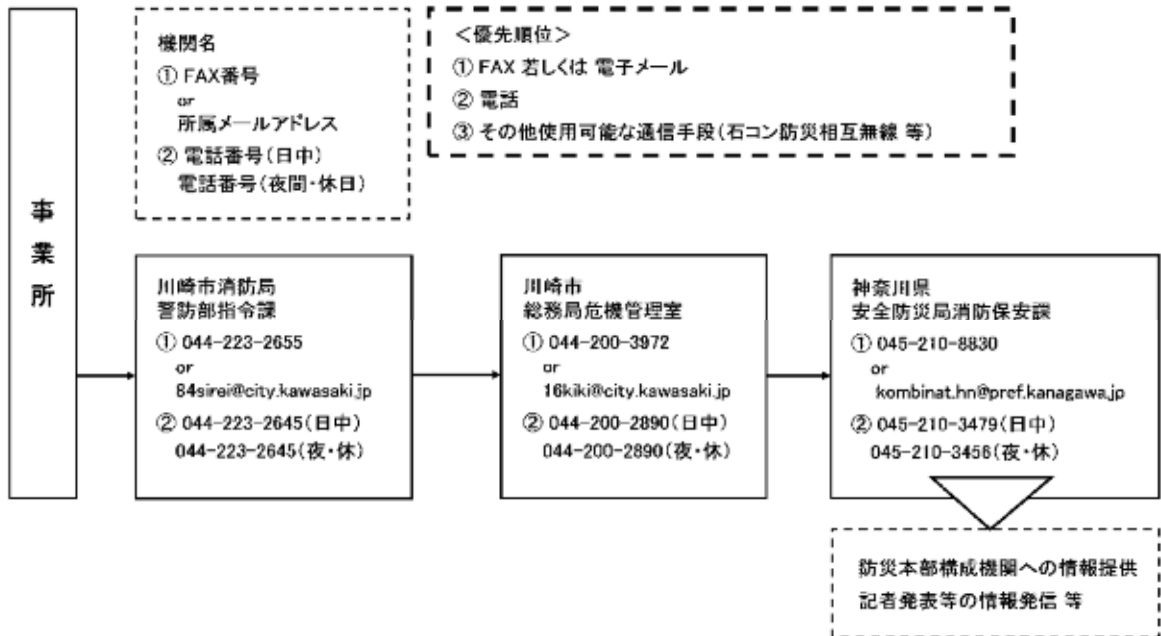 事業所
機関名
① FAX番号
or
所属メールアドレス
② 電話番号(日中)
電話番号(夜間・休日)
<優先順位>
① FAX 若しくは 電子メール
② 電話
③ その他使用可能な通信手段(石コン防災相互無線 等)
川崎市消防局
警防部指令課
① 044-223-2655
or
84sirei@city.kawasaki.jp
② 044-223-2645(日中)
044-223-2645(夜・休)
川崎市
総務局危機管理室
① 044-200-3972
or
16kiki@city.kawasaki.jp
② 044-200-2890(日中)
044-200-2890(夜・休)
神奈川県
安全防災局消防保安課
① 045-210-8830
or
kombinat.hn@pref.kanagawa.jp
② 045-210-3479(日中)
045-210-3456(夜・休)
防災本部構成機関への情報提供
記者発表等の情報発信 等